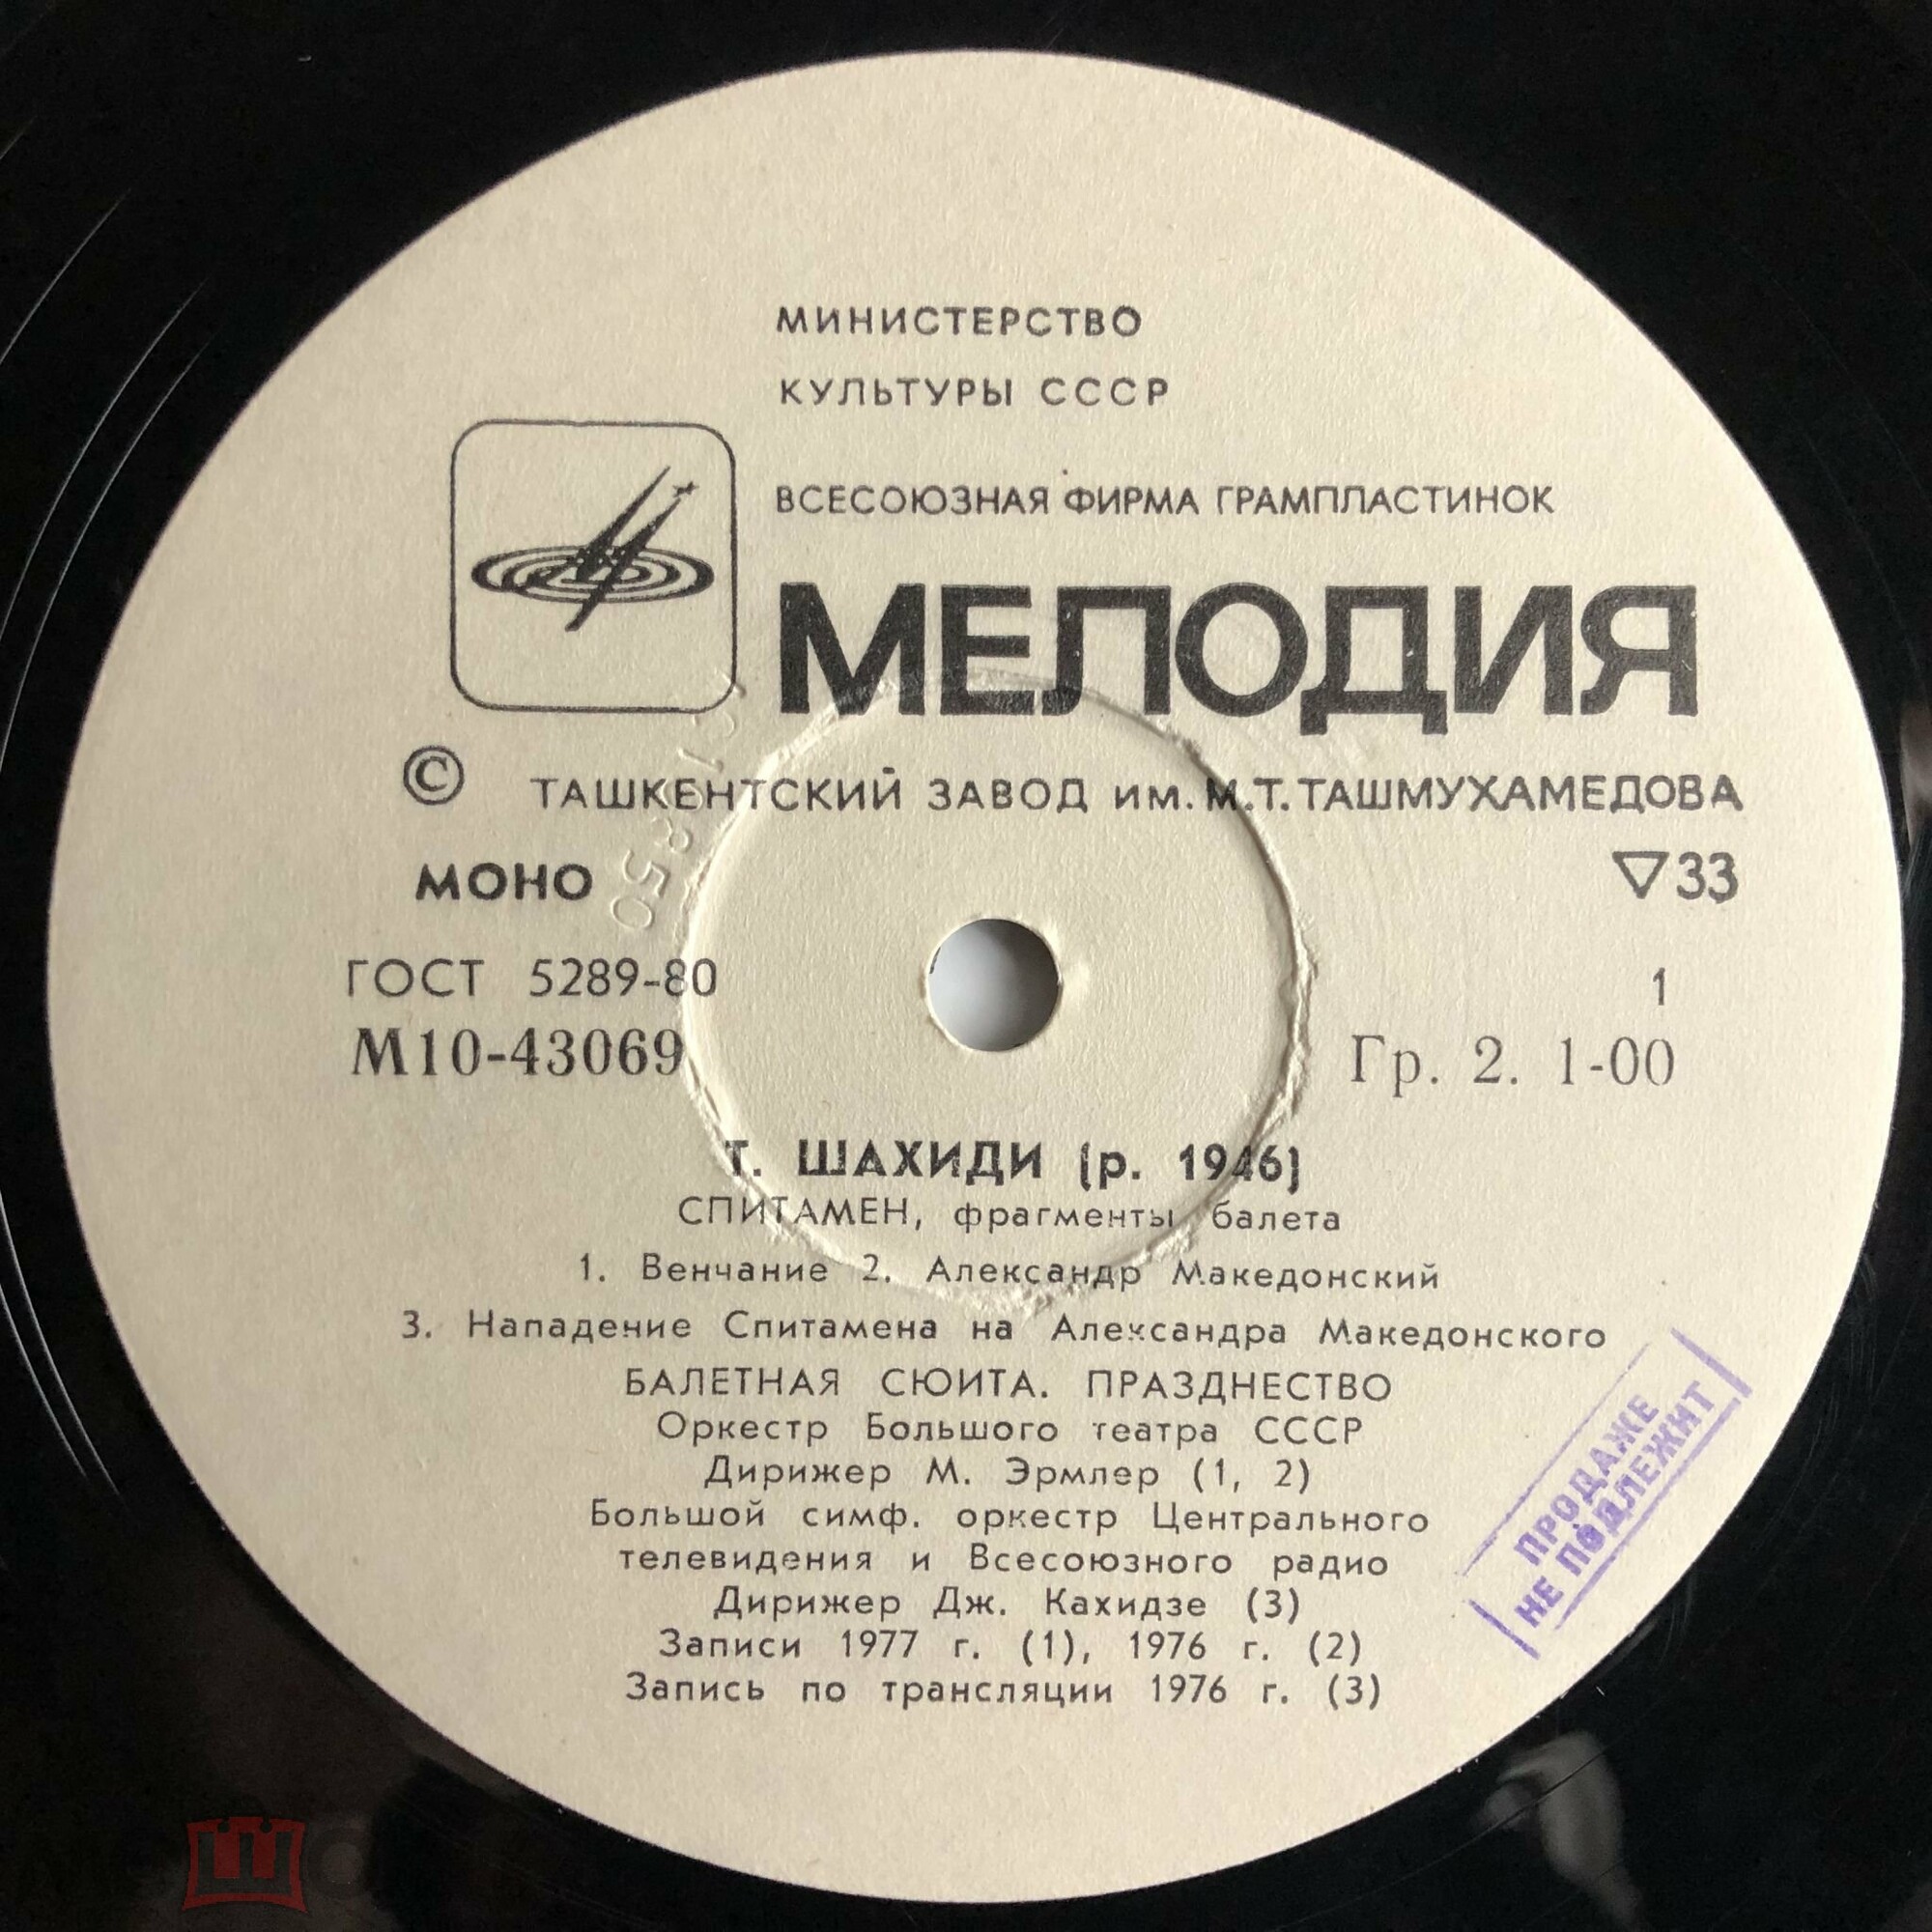 МИНИСТЕРСТВО
КУЛЬТУРЫ СССР
ВСЕСОЮЗНАЯ ФИРМА ГРАМПЛАСТИНОК
МЕЛОДИЯ
© ТАШКЕНТСКИЙ ЗАВОД им. М.Т. ТАШМУХАМЕДОВА
МОНО ▽33
ГОСТ 5289-80 1
М10-43069 Гр. 2. 1-00
Т. ШАХИДИ (р. 1946)
СПИТАМЕН, фрагменты балета
1. Венчание 2. Александр Македонский
3. Нападение Спитамена на Александра Македонского
БАЛЕТНАЯ СЮИТА. ПРАЗДНЕСТВО
Оркестр Большого театра СССР
Дирижер М. Эрмлер (1, 2)
Большой симф. оркестр Центрального
телевидения и Всесоюзного радио
Дирижер Дж. Кахидзе (3)
Записи 1977 г. (1), 1976 г. (2)
Запись по трансляции 1976 г. (3)
ПРОДАЖЕ
НЕ ПОДЛЕЖИТ